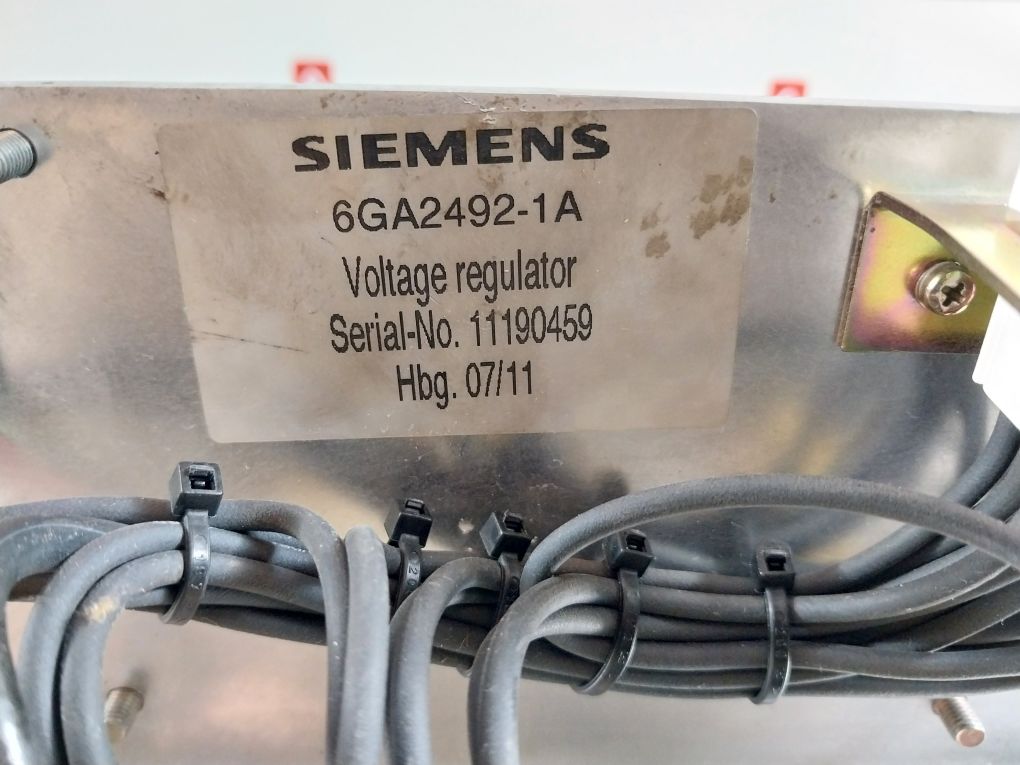 SIEMENS
6GA2492-1A
Voltage regulator
Serial-No. 11190459
Hbg. 07/11